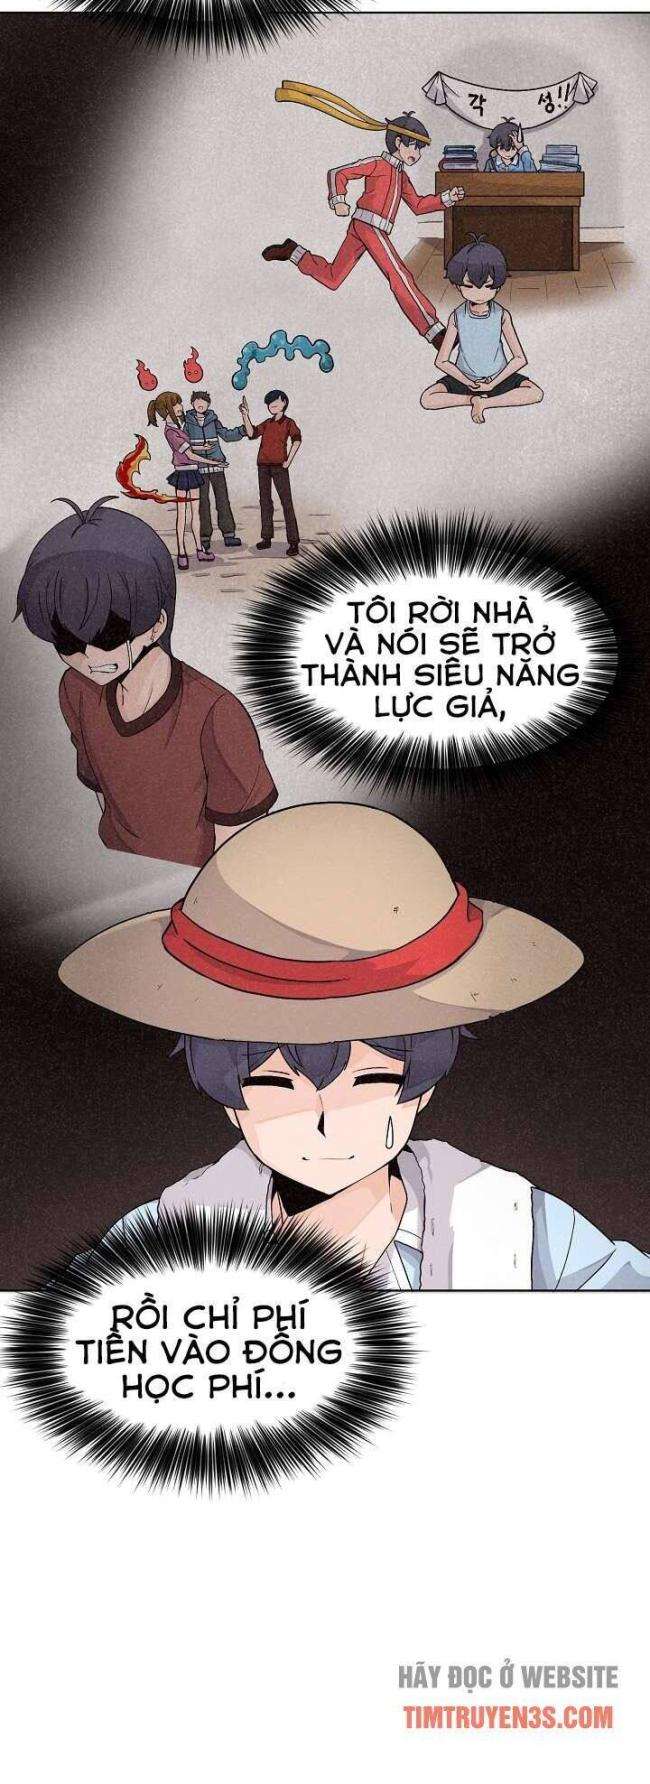 각 성!!
TÔI RỜI NHÀ
VÀ NÓI SẼ TRỞ
THÀNH SIÊU NĂNG
LỰC GIẢ,
RỒI CHỈ PHÍ
TIỀN VÀO ĐÓNG
HỌC PHÍ...
HÃY ĐỌC Ở WEBSITE
TIMTRUYEN3S.COM